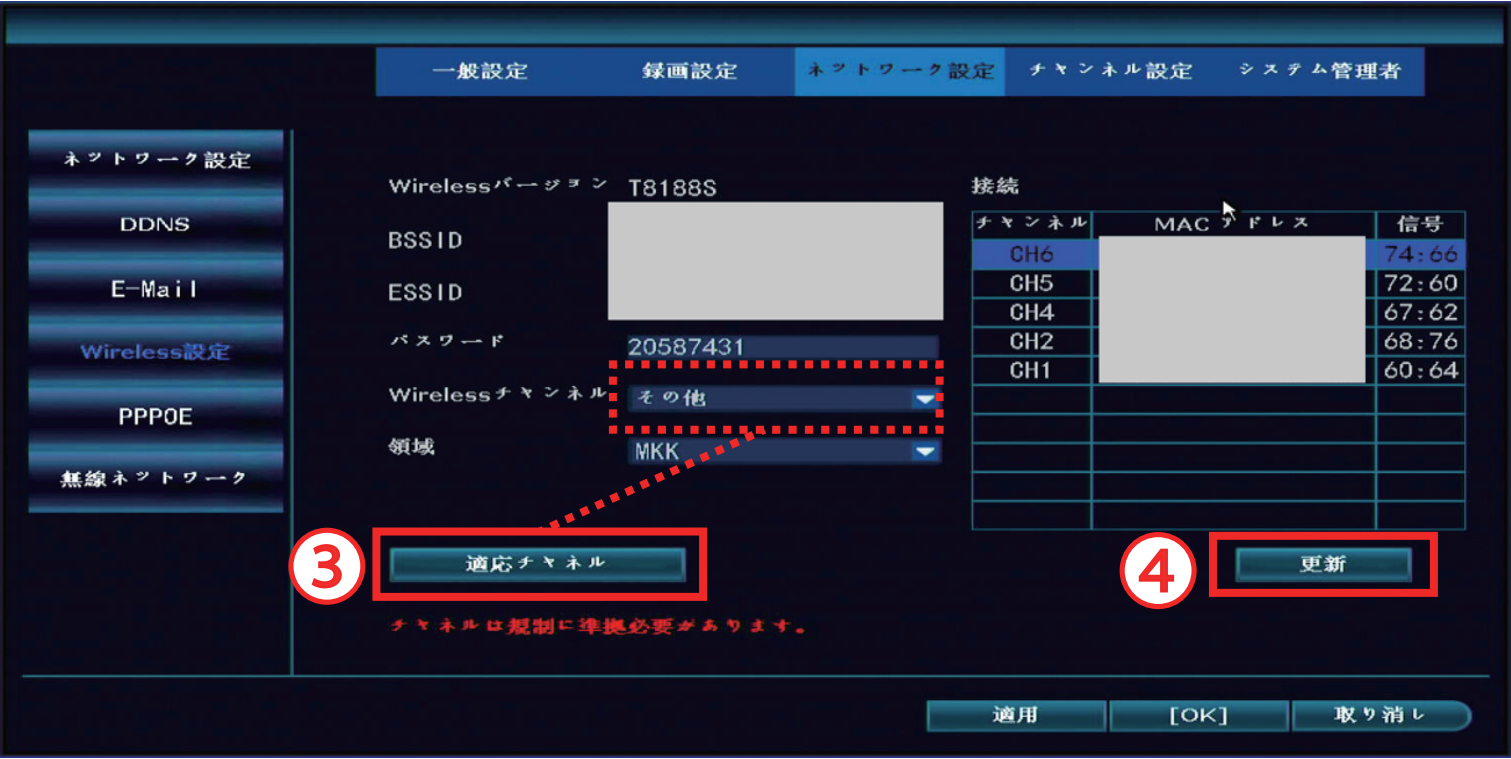 一般設定 録画設定 ネットワーク設定 チャンネル設定 システム管理者
ネットワーク設定
DDNS
E-Mail
Wireless設定
PPPOE
無線ネットワーク
Wirelessバージョン T8188S
BSSID
ESSID
パスワード 20587431
Wirelessチャンネル その他
領域 MKK
③ 適応チャネル
チャネルは規制に準拠必要があります。
接続
チャンネル MACアドレス 信号
CH6 74:66
CH5 72:60
CH4 67:62
CH2 68:76
CH1 60:64
④ 更新
適用 [OK] 取り消し